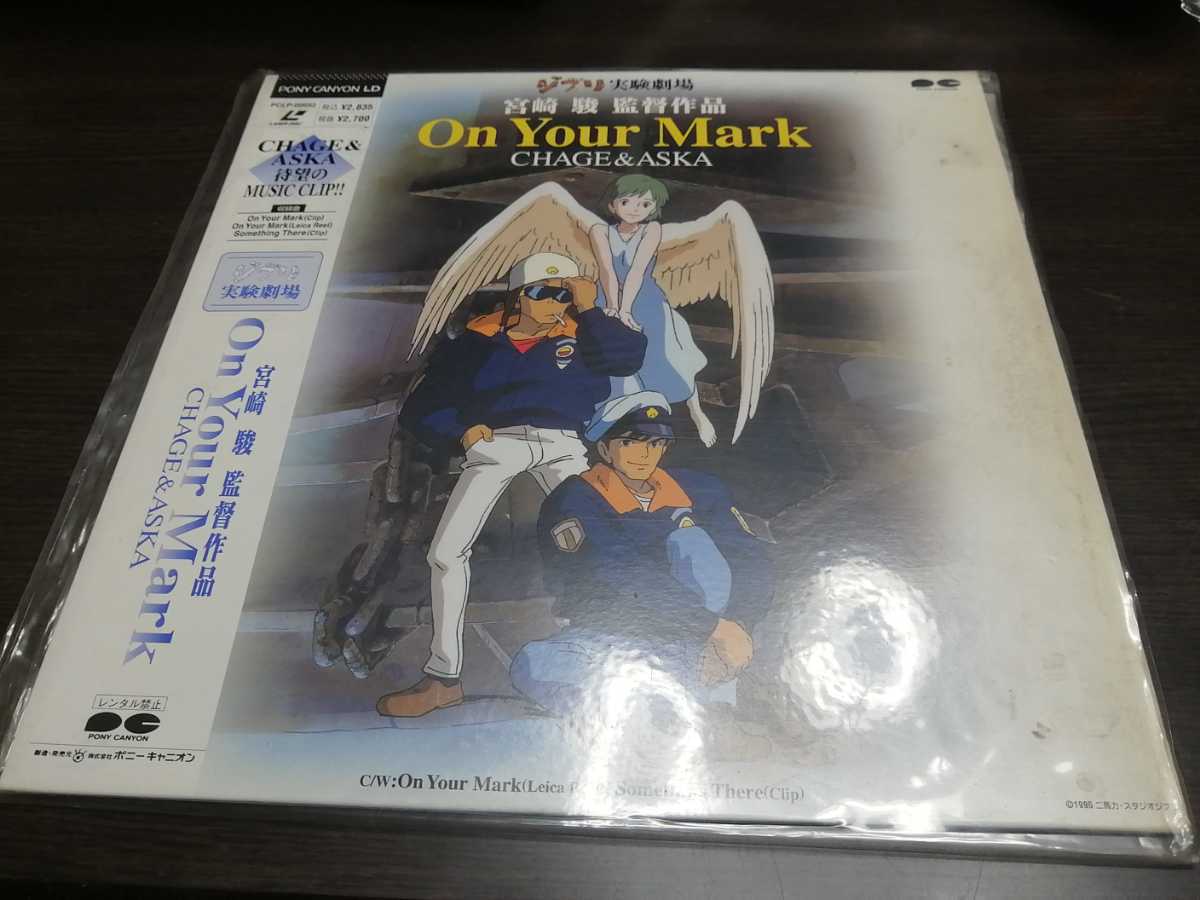 PONY CANYON LD
税込 ¥2,835
税抜 ¥2,700
CHAGE &
ASKA
待望の
MUSIC CLIP!!
収録曲
On Your Mark(Clip)
On Your Mark(Leica Reel)
Something There(Clip)
ジブリ
実験劇場
宮崎 駿 監督作品
On Your Mark
CHAGE&ASKA
レンタル禁止
PONY CANYON
株式会社 ポニーキャニオン
ジブリ 実験劇場
宮崎 駿 監督作品
On Your Mark
CHAGE&ASKA
C/W:On Your Mark(Leica Something There(Clip)
©1995 二馬力・スタジオジブ